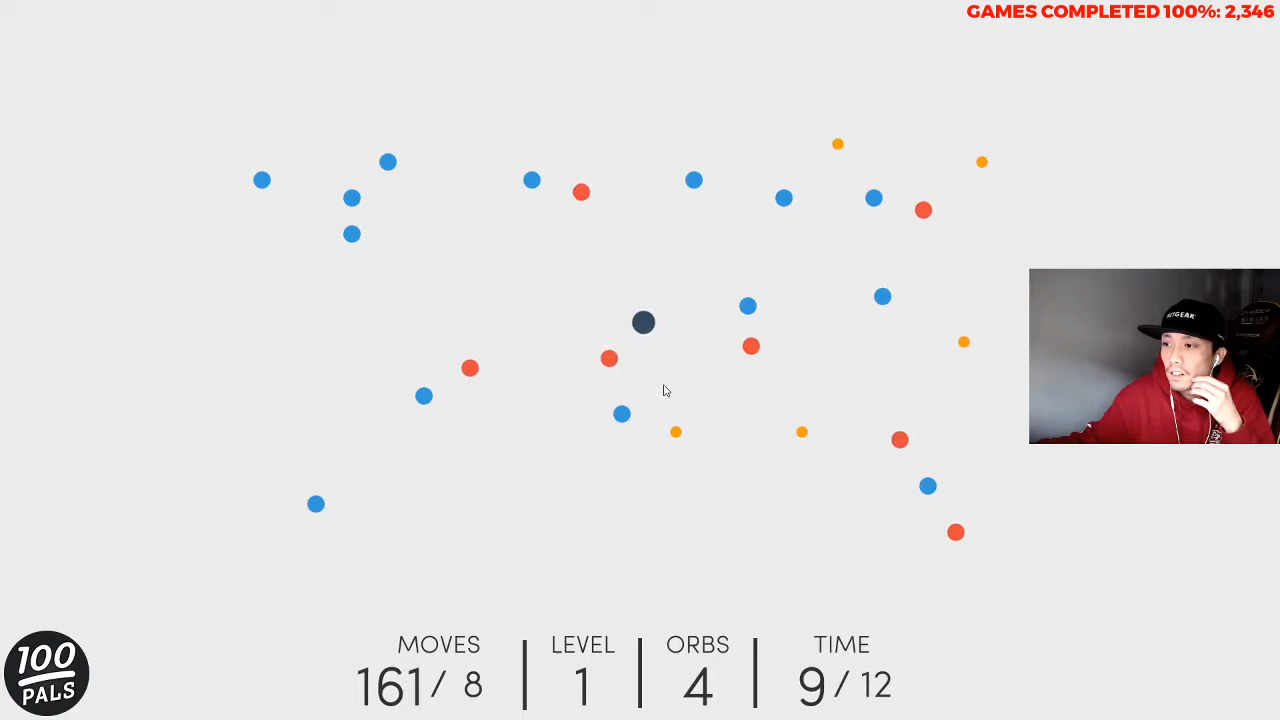 GAMES COMPLETED 100%: 2,346
NETGEAR
MOVES
161/ 8
LEVEL
1
ORBS
4
TIME
9/ 12
100
PALS